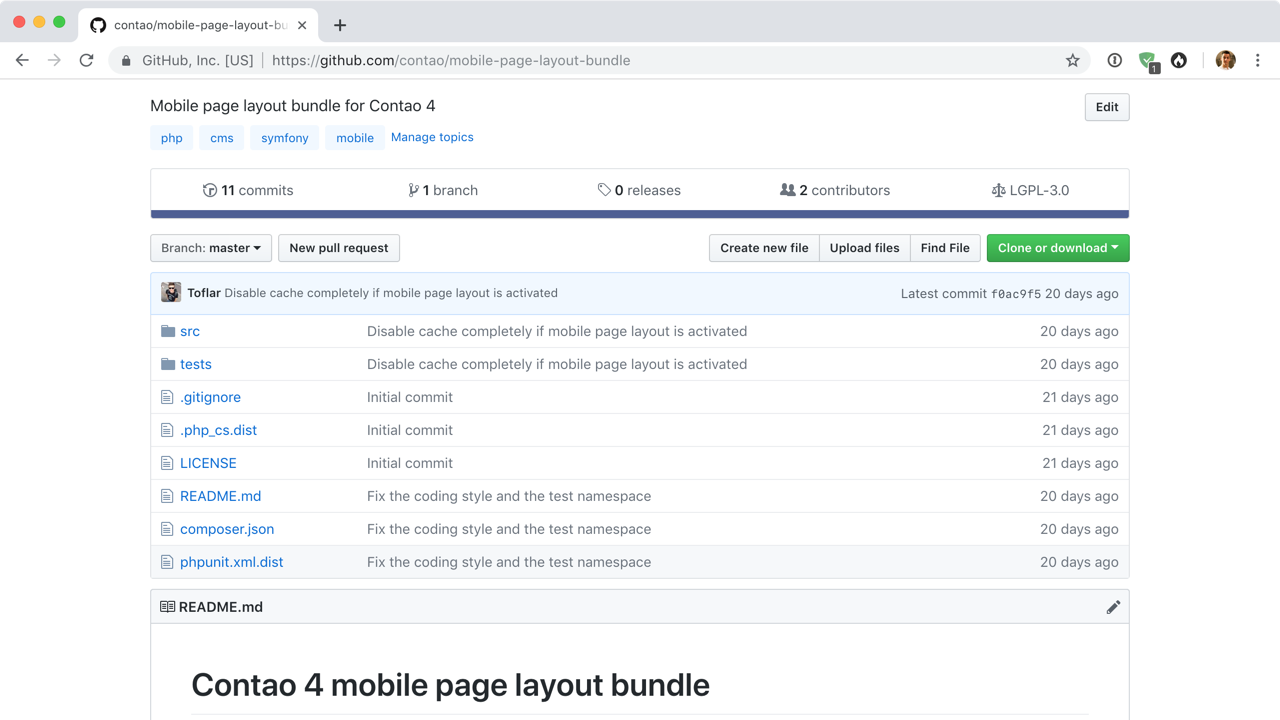 contao/mobile-page-layout-bu
GitHub, Inc. [US] https://github.com/contao/mobile-page-layout-bundle
1
Mobile page layout bundle for Contao 4
Edit
php cms symfony mobile Manage topics
11 commits 1 branch 0 releases 2 contributors LGPL-3.0
Branch: master New pull request Create new file Upload files Find File Clone or download
Toflar Disable cache completely if mobile page layout is activated Latest commit f0ac9f5 20 days ago
src Disable cache completely if mobile page layout is activated 20 days ago
tests Disable cache completely if mobile page layout is activated 20 days ago
.gitignore Initial commit 21 days ago
.php_cs.dist Initial commit 21 days ago
LICENSE Initial commit 21 days ago
README.md Fix the coding style and the test namespace 20 days ago
composer.json Fix the coding style and the test namespace 20 days ago
phpunit.xml.dist Fix the coding style and the test namespace 20 days ago
README.md
Contao 4 mobile page layout bundle